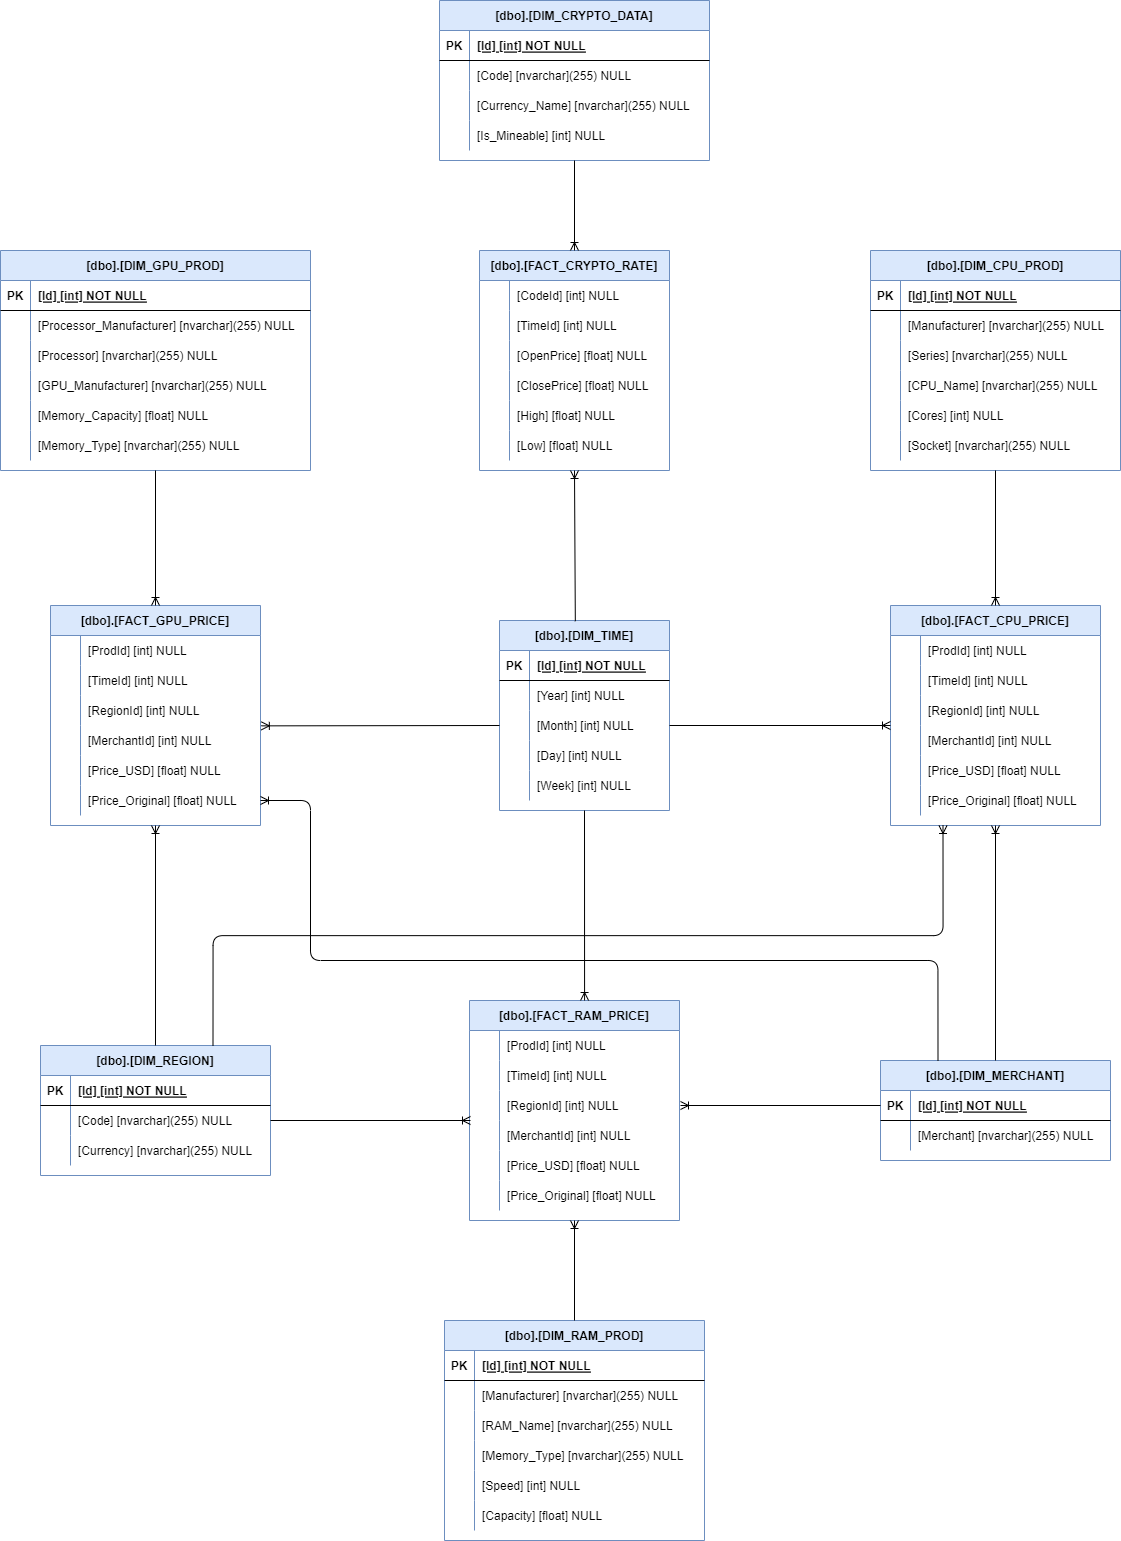 [dbo].[DIM_CRYPTO_DATA]
PK [Id] [int] NOT NULL
[Code] [nvarchar](255) NULL
[Currency_Name] [nvarchar](255) NULL
[Is_Mineable] [int] NULL
[dbo].[DIM_GPU_PROD]
PK [Id] [int] NOT NULL
[Processor_Manufacturer] [nvarchar](255) NULL
[Processor] [nvarchar](255) NULL
[GPU_Manufacturer] [nvarchar](255) NULL
[Memory_Capacity] [float] NULL
[Memory_Type] [nvarchar](255) NULL
[dbo].[FACT_CRYPTO_RATE]
[CodeId] [int] NULL
[TimeId] [int] NULL
[OpenPrice] [float] NULL
[ClosePrice] [float] NULL
[High] [float] NULL
[Low] [float] NULL
[dbo].[DIM_CPU_PROD]
PK [Id] [int] NOT NULL
[Manufacturer] [nvarchar](255) NULL
[Series] [nvarchar](255) NULL
[CPU_Name] [nvarchar](255) NULL
[Cores] [int] NULL
[Socket] [nvarchar](255) NULL
[dbo].[FACT_GPU_PRICE]
[ProdId] [int] NULL
[TimeId] [int] NULL
[RegionId] [int] NULL
[MerchantId] [int] NULL
[Price_USD] [float] NULL
[Price_Original] [float] NULL
[dbo].[DIM_TIME]
PK [Id] [int] NOT NULL
[Year] [int] NULL
[Month] [int] NULL
[Day] [int] NULL
[Week] [int] NULL
[dbo].[FACT_CPU_PRICE]
[ProdId] [int] NULL
[TimeId] [int] NULL
[RegionId] [int] NULL
[MerchantId] [int] NULL
[Price_USD] [float] NULL
[Price_Original] [float] NULL
[dbo].[DIM_REGION]
PK [Id] [int] NOT NULL
[Code] [nvarchar](255) NULL
[Currency] [nvarchar](255) NULL
[dbo].[FACT_RAM_PRICE]
[ProdId] [int] NULL
[TimeId] [int] NULL
[RegionId] [int] NULL
[MerchantId] [int] NULL
[Price_USD] [float] NULL
[Price_Original] [float] NULL
[dbo].[DIM_MERCHANT]
PK [Id] [int] NOT NULL
[Merchant] [nvarchar](255) NULL
[dbo].[DIM_RAM_PROD]
PK [Id] [int] NOT NULL
[Manufacturer] [nvarchar](255) NULL
[RAM_Name] [nvarchar](255) NULL
[Memory_Type] [nvarchar](255) NULL
[Speed] [int] NULL
[Capacity] [float] NULL